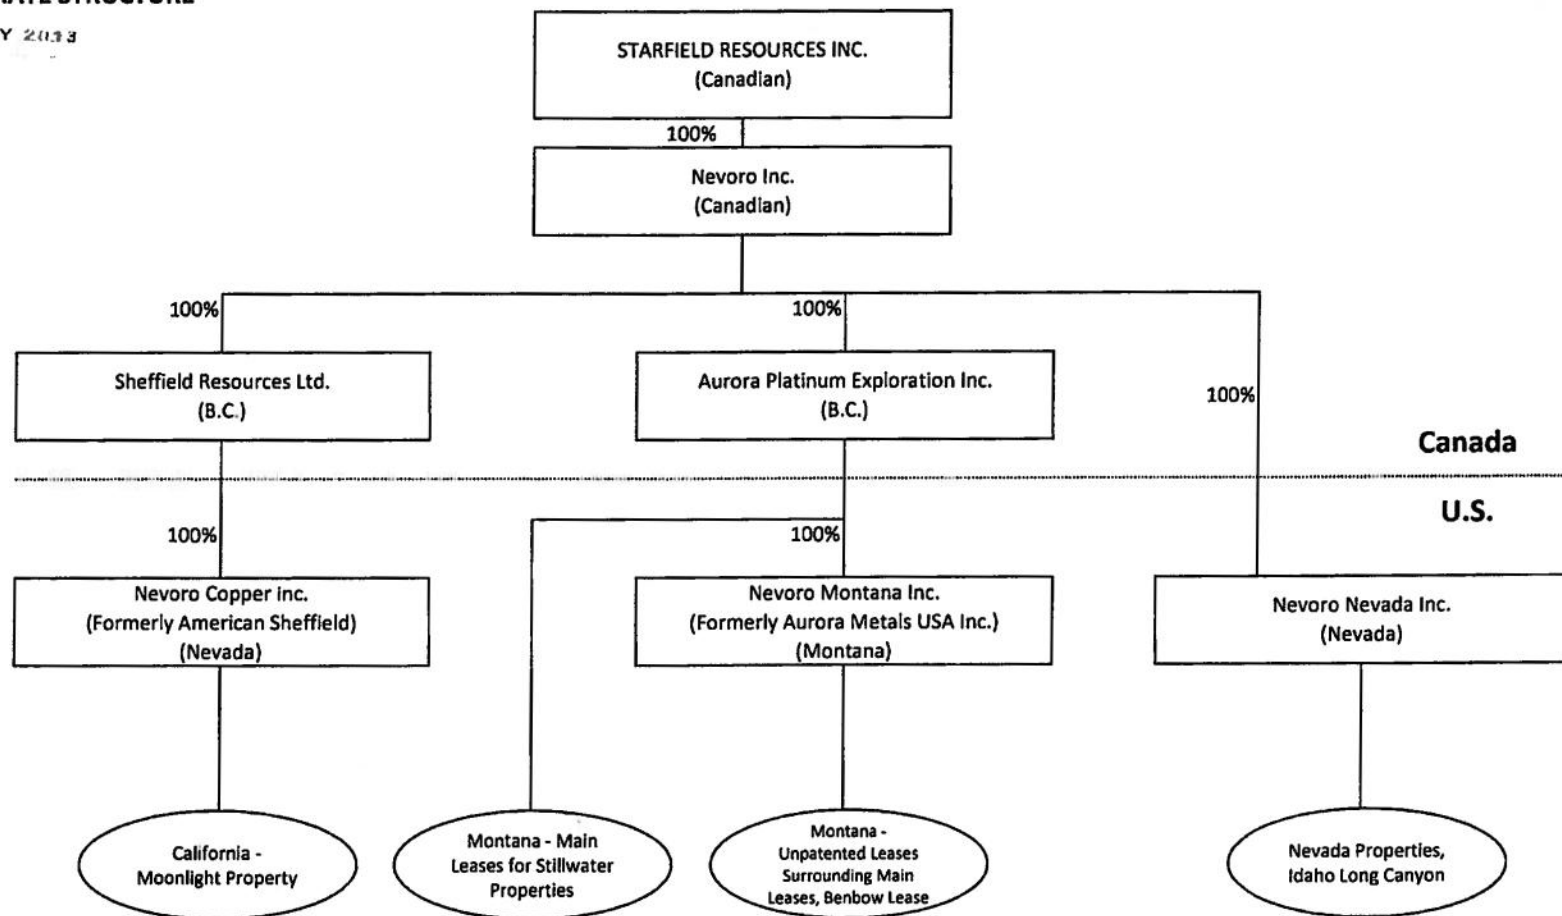 Y 2013
STARFIELD RESOURCES INC.
(Canadian)
100%
Nevoro Inc.
(Canadian)
100%
100%
100%
Sheffield Resources Ltd.
(B.C.)
Aurora Platinum Exploration Inc.
(B.C.)
Canada
U.S.
100%
100%
Nevoro Copper Inc.
(Formerly American Sheffield)
(Nevada)
Nevoro Montana Inc.
(Formerly Aurora Metals USA Inc.)
(Montana)
Nevoro Nevada Inc.
(Nevada)
California -
Moonlight Property
Montana - Main
Leases for Stillwater
Properties
Montana -
Unpatented Leases
Surrounding Main
Leases, Benbow Lease
Nevada Properties,
Idaho Long Canyon